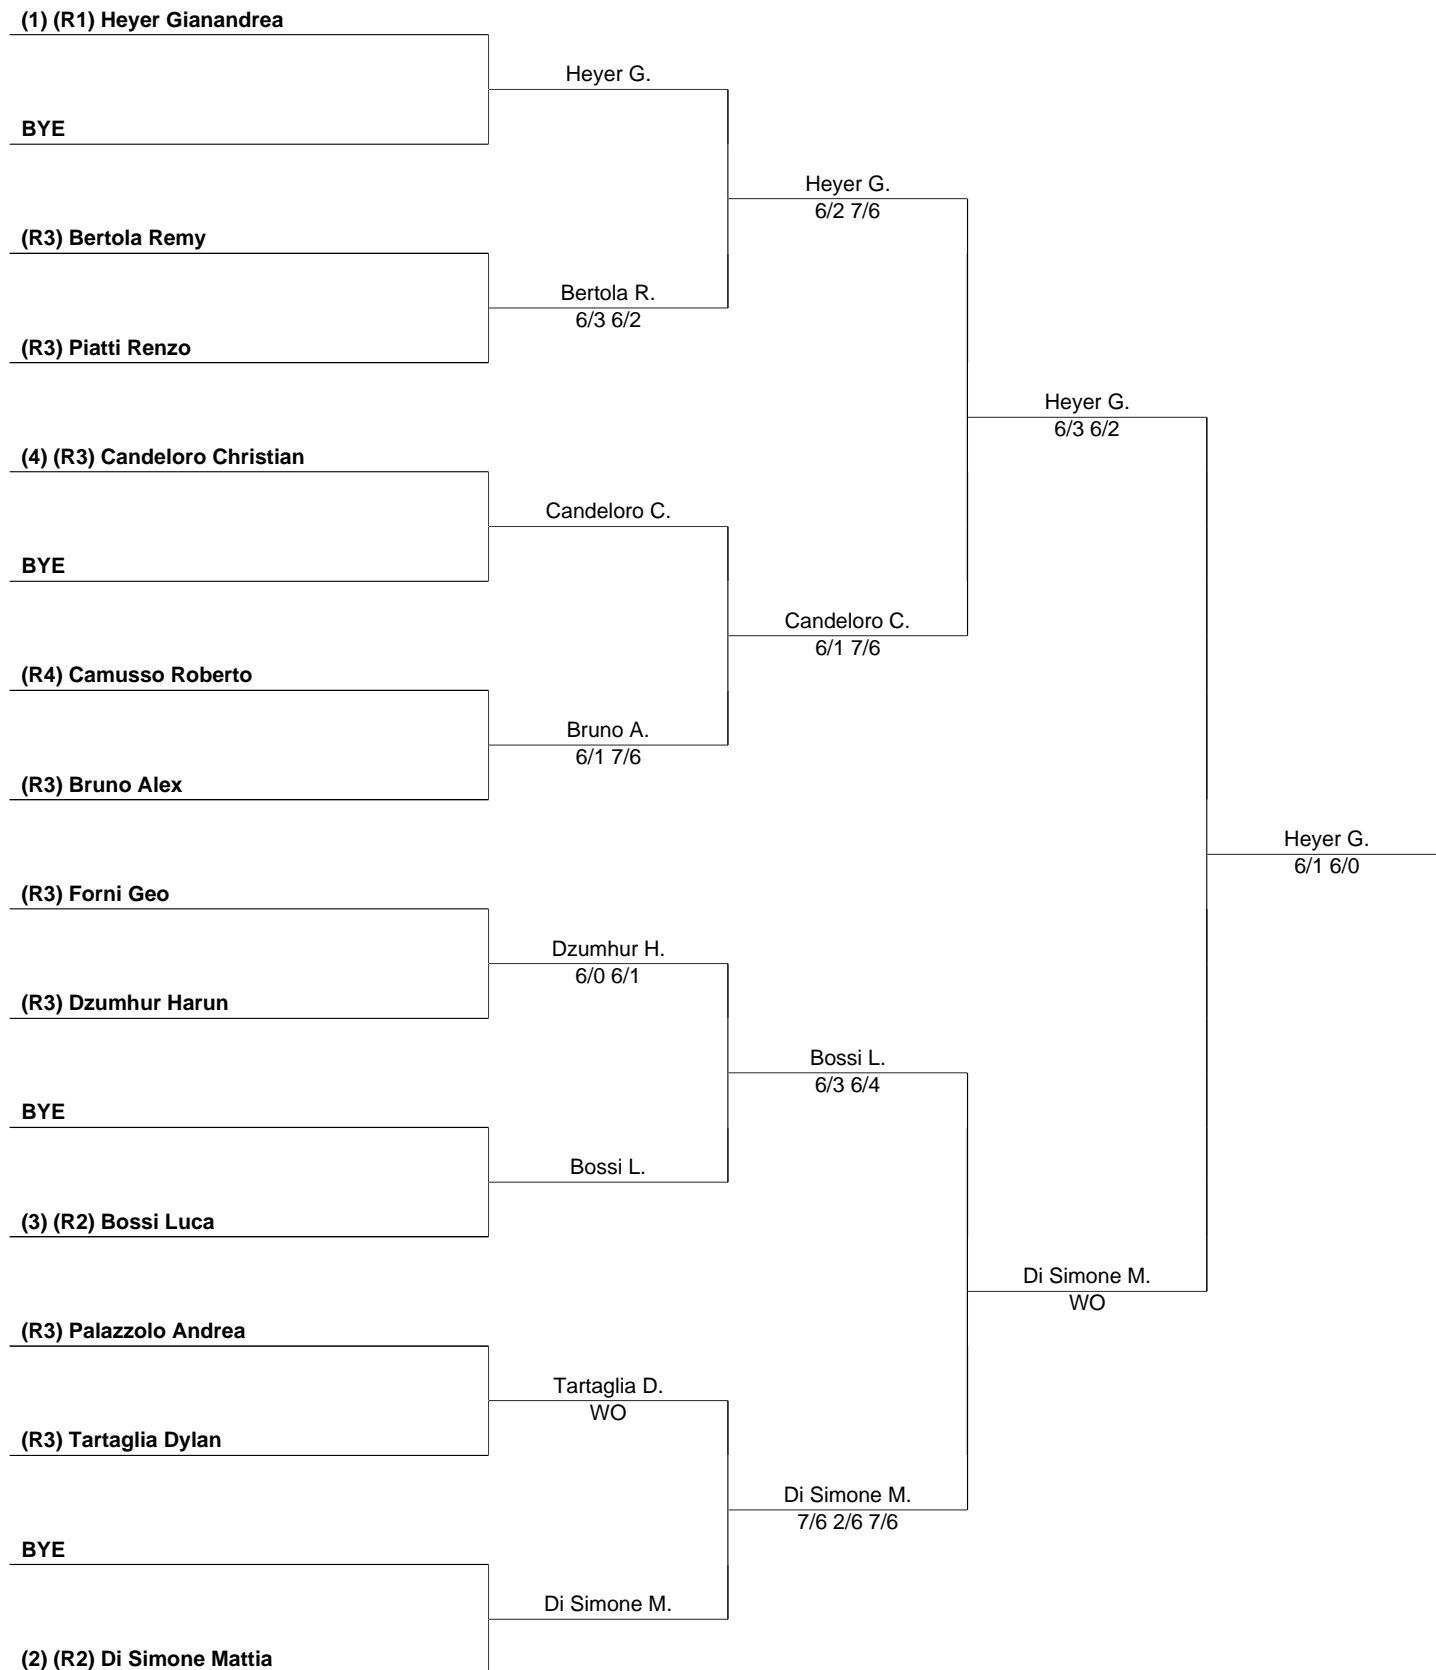 (1) (R1) Heyer Gianandrea
Heyer G.
BYE
Heyer G.
6/2 7/6
(R3) Bertola Remy
Bertola R.
6/3 6/2
(R3) Piatti Renzo
Heyer G.
6/3 6/2
(4) (R3) Candeloro Christian
Candeloro C.
BYE
Candeloro C.
6/1 7/6
(R4) Camusso Roberto
Bruno A.
6/1 7/6
(R3) Bruno Alex
Heyer G.
6/1 6/0
(R3) Forni Geo
Dzumhur H.
6/0 6/1
(R3) Dzumhur Harun
Bossi L.
6/3 6/4
BYE
Bossi L.
(3) (R2) Bossi Luca
Di Simone M.
WO
(R3) Palazzolo Andrea
Tartaglia D.
WO
(R3) Tartaglia Dylan
Di Simone M.
7/6 2/6 7/6
BYE
Di Simone M.
(2) (R2) Di Simone Mattia